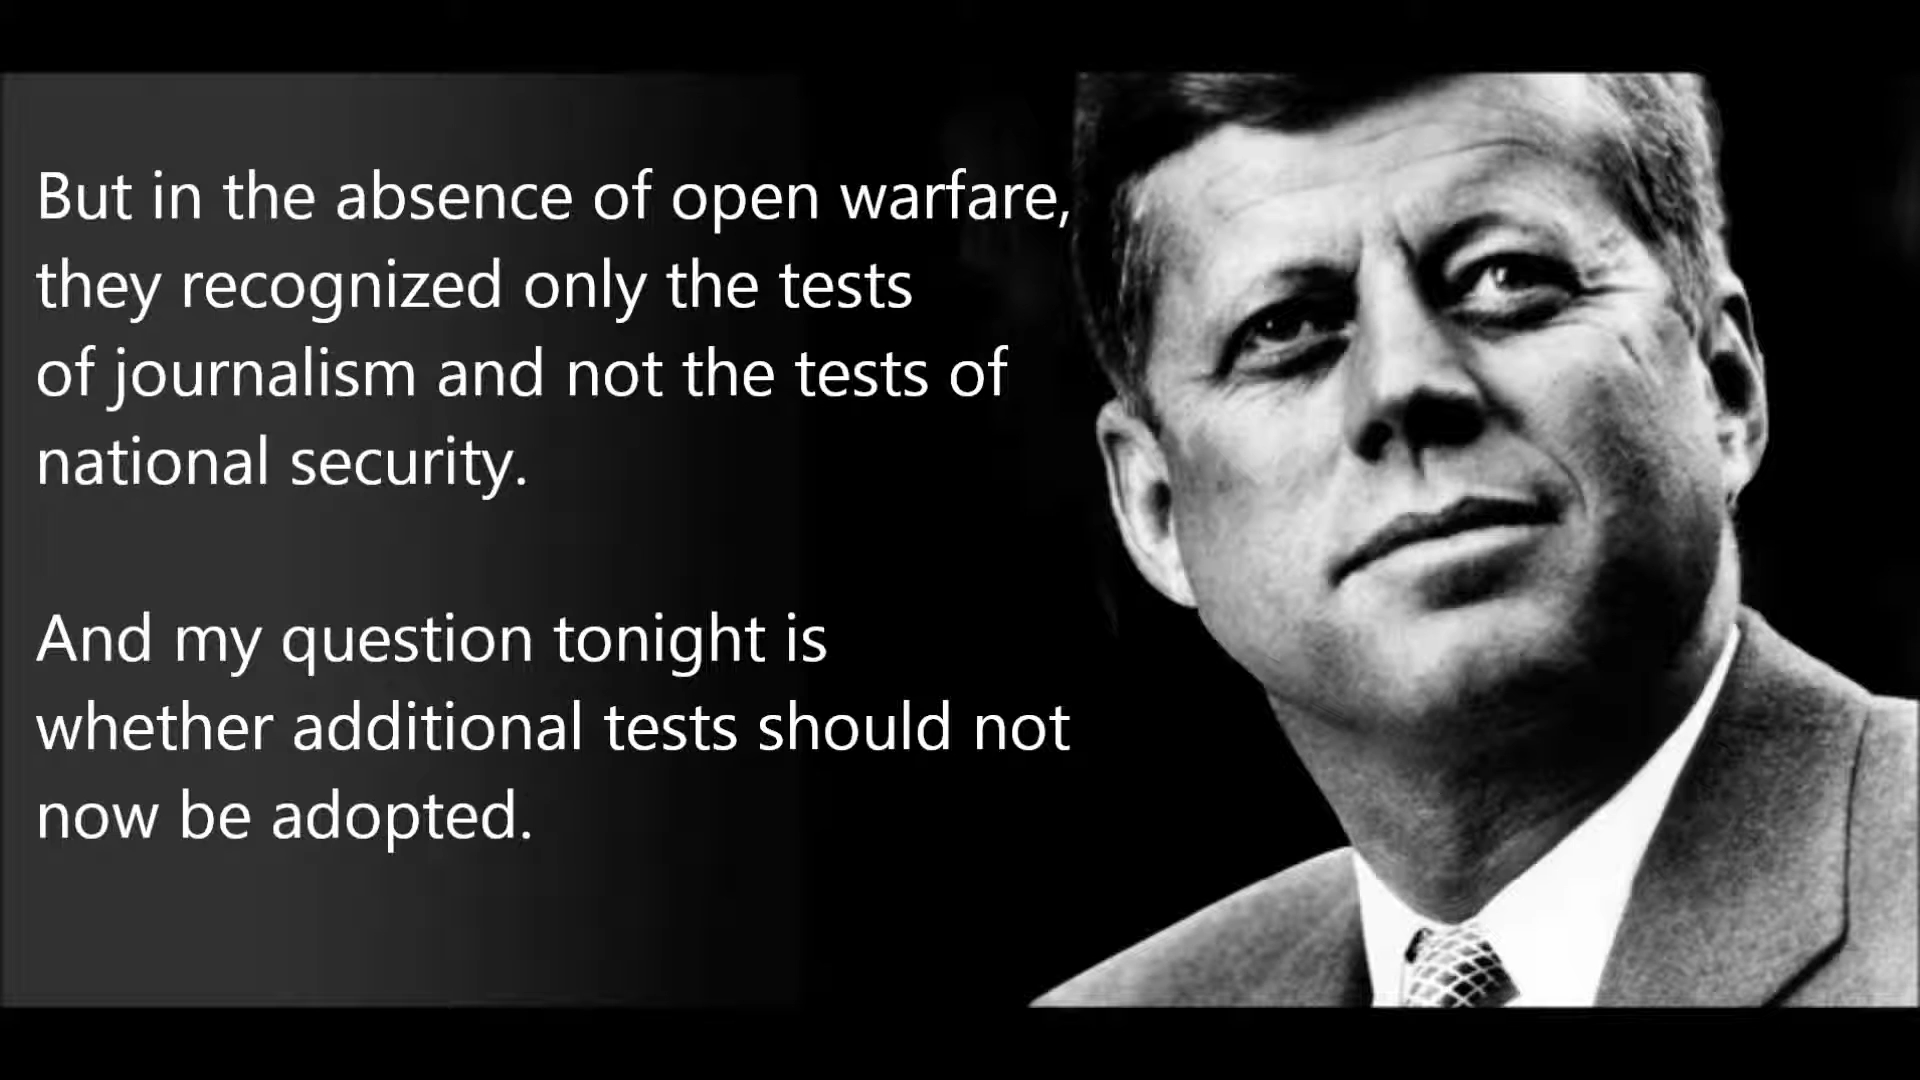 But in the absence of open warfare,
they recognized only the tests
of journalism and not the tests of
national security.
And my question tonight is
whether additional tests should not
now be adopted.